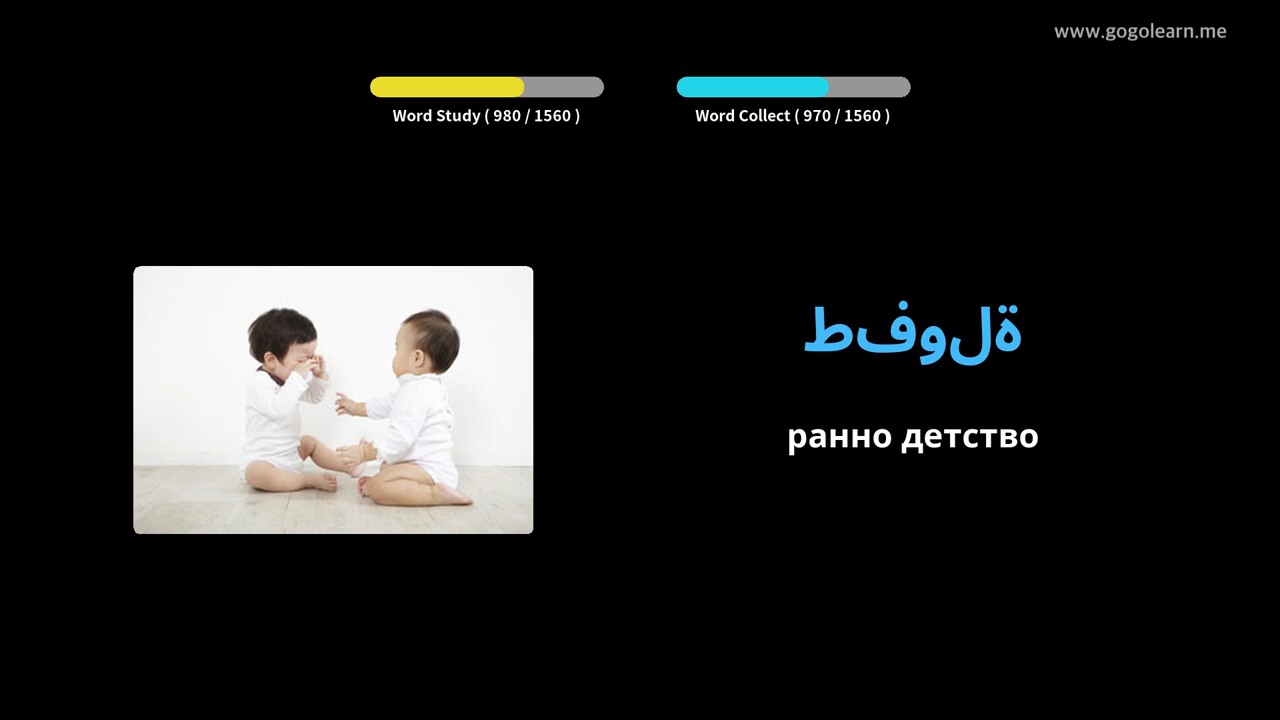 www.gogolearn.me
Word Study ( 980 / 1560 )
Word Collect ( 970 / 1560 )
طفولة
ранно детство